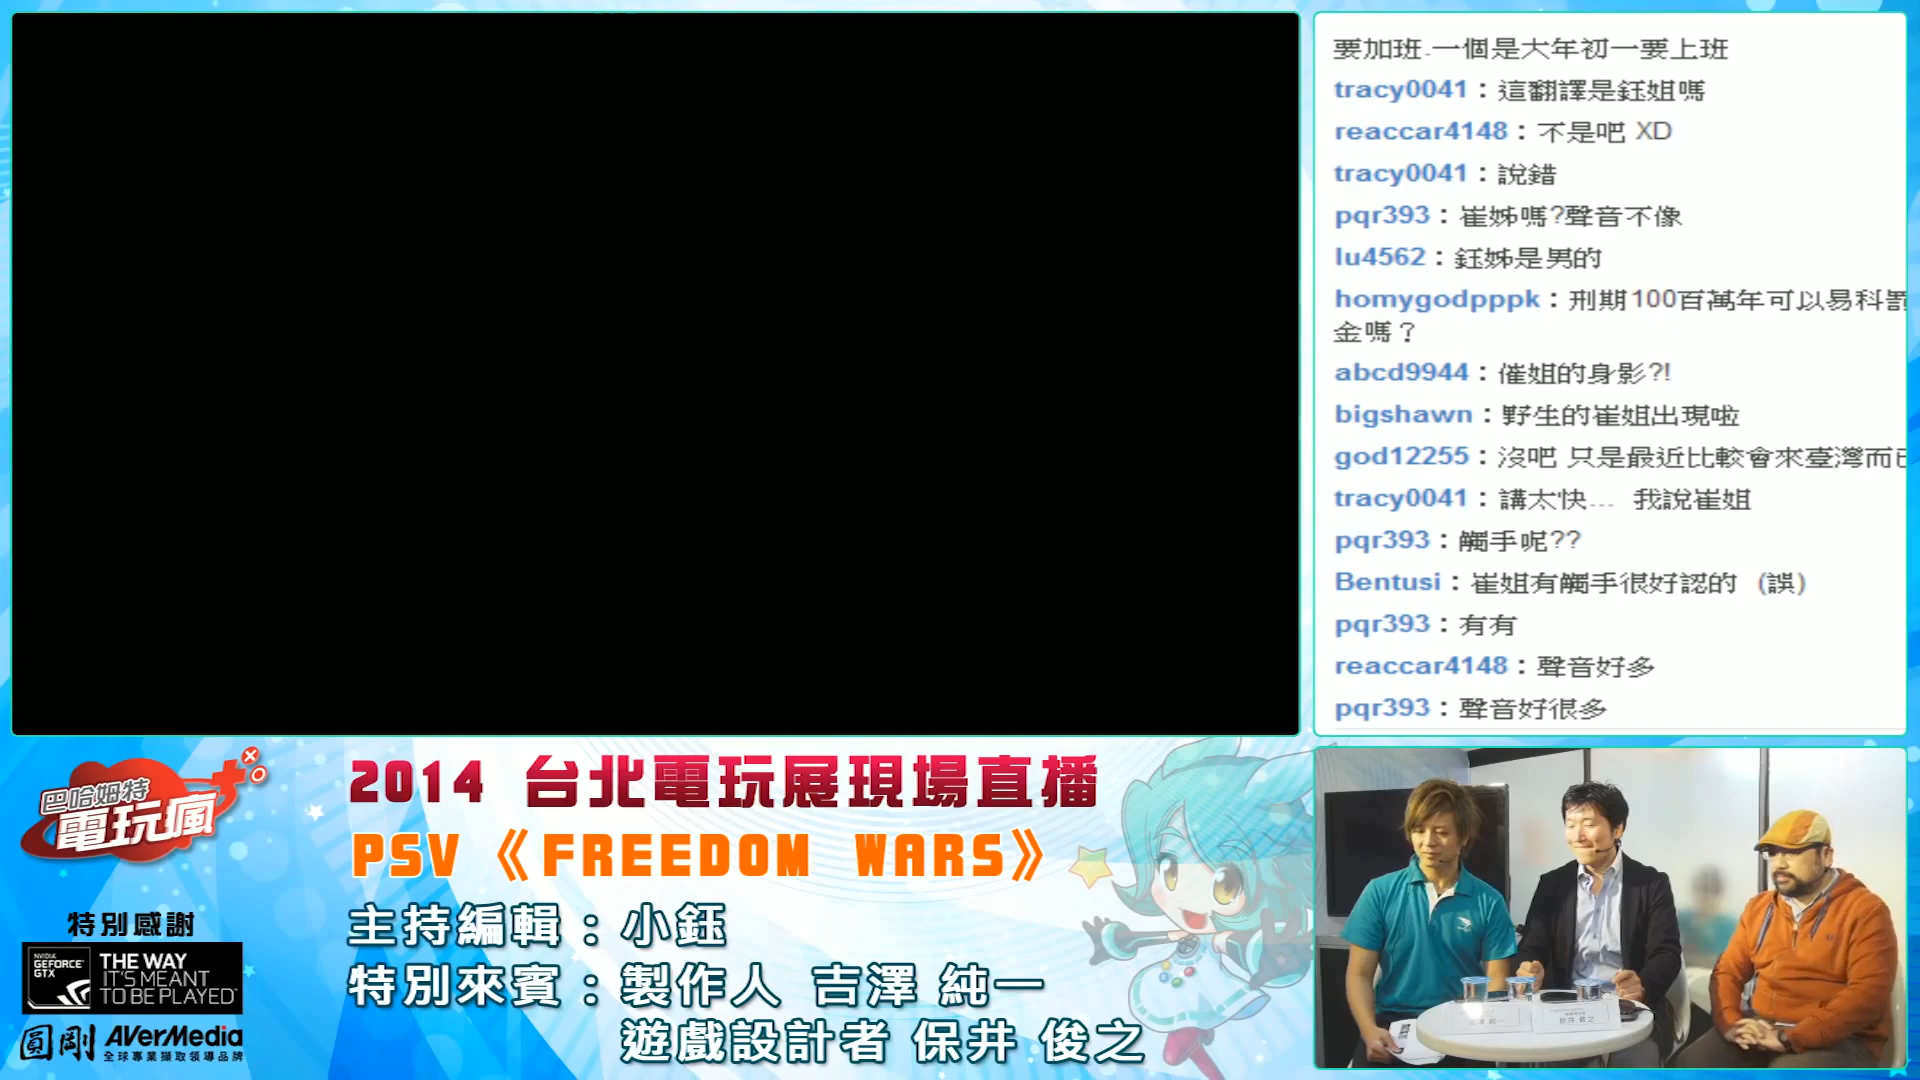 要加班.一個是大年初一要上班
tracy0041：這翻譯是鈺姐嗎
reaccar4148：不是吧 XD
tracy0041：說錯
pqr393：崔姊嗎?聲音不像
lu4562：鈺姊是男的
homygodpppk：刑期100百萬年可以易科罰
金嗎？
abcd9944：催姐的身影?!
bigshawn：野生的崔姐出現啦
god12255：沒吧 只是最近比較會來臺灣而已
tracy0041：講太快... 我說崔姐
pqr393：觸手呢??
Bentusi：崔姐有觸手很好認的 (誤)
pqr393：有有
reaccar4148：聲音好多
pqr393：聲音好很多
巴哈姆特
電玩瘋
2014 台北電玩展現場直播
PSV《FREEDOM WARS》
主持編輯：小鈺
特別來賓：製作人 吉澤 純一
遊戲設計者 保井 俊之
特別感謝
NVIDIA
GEFORCE
GTX
THE WAY
IT'S MEANT
TO BE PLAYED
圓剛 AVerMedia
全球專業擷取領導品牌
保井 俊之